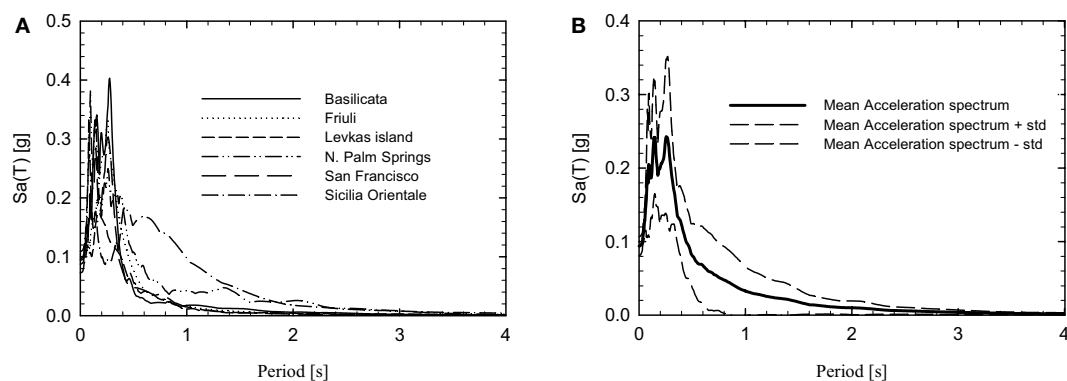 A
0.5
0.4
0.3
0.2
0.1
0.0
Sa(T) [g]
Basilicata
Friuli
Levkas island
N. Palm Springs
San Francisco
Sicilia Orientale
0 1 2 3 4
Period [s]
B
0.4
0.3
0.2
0.1
0.0
Sa(T) [g]
Mean Acceleration spectrum
Mean Acceleration spectrum + std
Mean Acceleration spectrum - std
0 1 2 3 4
Period [s]